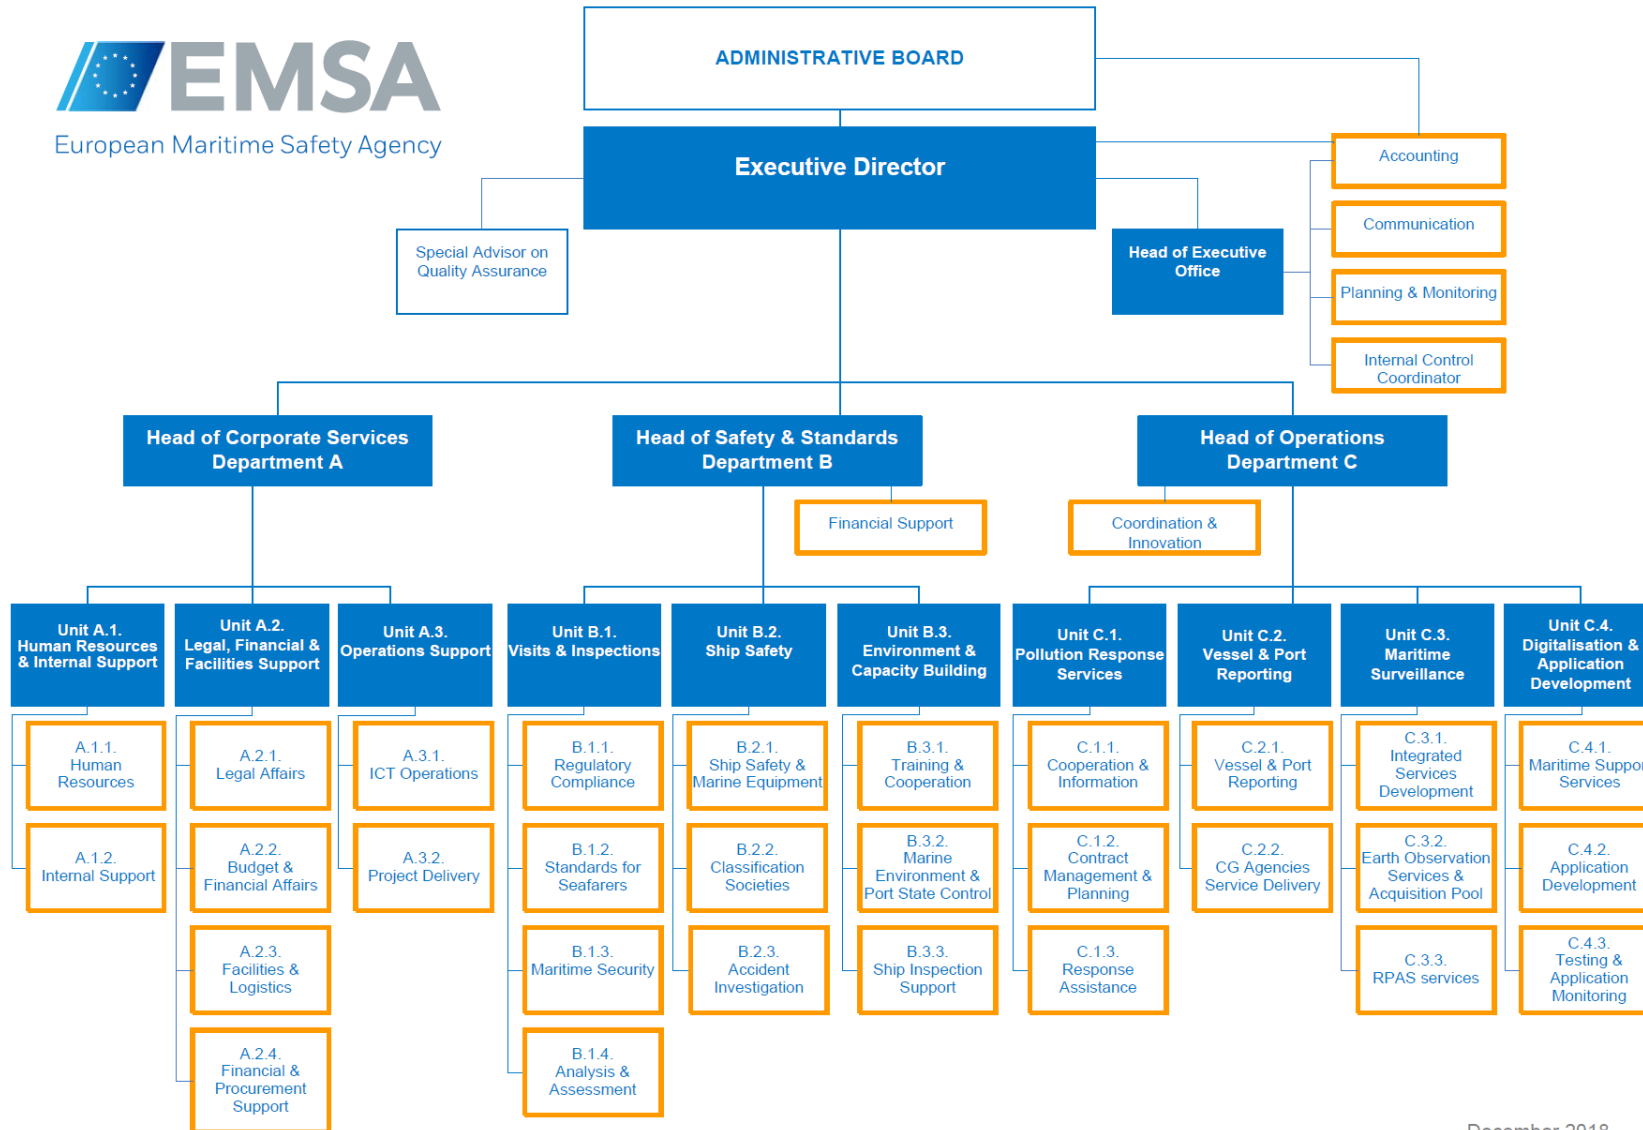 EMSA
European Maritime Safety Agency
ADMINISTRATIVE BOARD
Executive Director
Special Advisor on
Quality Assurance
Head of Executive
Office
Accounting
Communication
Planning & Monitoring
Internal Control
Coordinator
Head of Corporate Services
Department A
Head of Safety & Standards
Department B
Head of Operations
Department C
Financial Support
Coordination &
Innovation
Unit A.1.
Human Resources
& Internal Support
Unit A.2.
Legal, Financial &
Facilities Support
Unit A.3.
Operations Support
Unit B.1.
Visits & Inspections
Unit B.2.
Ship Safety
Unit B.3.
Environment &
Capacity Building
Unit C.1.
Pollution Response
Services
Unit C.2.
Vessel & Port
Reporting
Unit C.3.
Maritime
Surveillance
Unit C.4.
Digitalisation &
Application
Development
A.1.1.
Human
Resources
A.1.2.
Internal Support
A.2.1.
Legal Affairs
A.2.2.
Budget &
Financial Affairs
A.2.3.
Facilities &
Logistics
A.2.4.
Financial &
Procurement
Support
A.3.1.
ICT Operations
A.3.2.
Project Delivery
B.1.1.
Regulatory
Compliance
B.1.2.
Standards for
Seafarers
B.1.3.
Maritime Security
B.1.4.
Analysis &
Assessment
B.2.1.
Ship Safety &
Marine Equipment
B.2.2.
Classification
Societies
B.2.3.
Accident
Investigation
B.3.1.
Training &
Cooperation
B.3.2.
Marine
Environment &
Port State Control
B.3.3.
Ship Inspection
Support
C.1.1.
Cooperation &
Information
C.1.2.
Contract
Management &
Planning
C.1.3.
Response
Assistance
C.2.1.
Vessel & Port
Reporting
C.2.2.
CG Agencies
Service Delivery
C.3.1.
Integrated
Services
Development
C.3.2.
Earth Observation
Services &
Acquisition Pool
C.3.3.
RPAS services
C.4.1.
Maritime Support
Services
C.4.2.
Application
Development
C.4.3.
Testing &
Application
Monitoring
December 2018